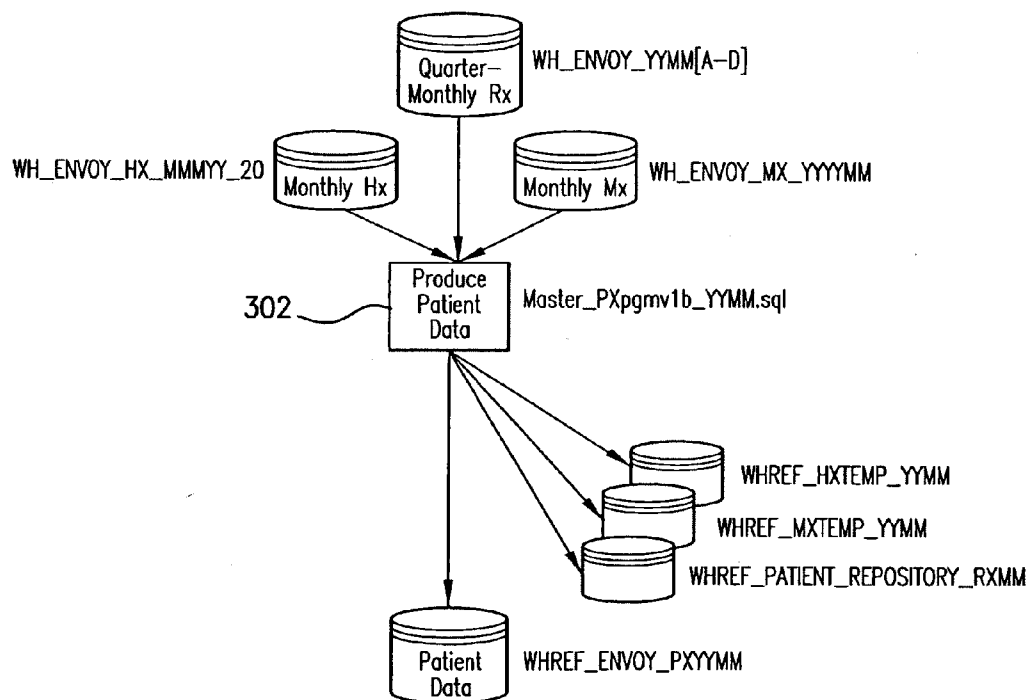 Quarter-
Monthly Rx
WH_ENVOY_YYMM[A-D]
WH_ENVOY_HX_MMMYY_20
Monthly Hx
Monthly Mx
WH_ENVOY_MX_YYYYMM
302
Produce
Patient
Data
Master_PXpgmv1b_YYMM.sql
WHREF_HXTEMP_YYMM
WHREF_MXTEMP_YYMM
WHREF_PATIENT_REPOSITORY_RXMM
Patient
Data
WHREF_ENVOY_PXYYMM